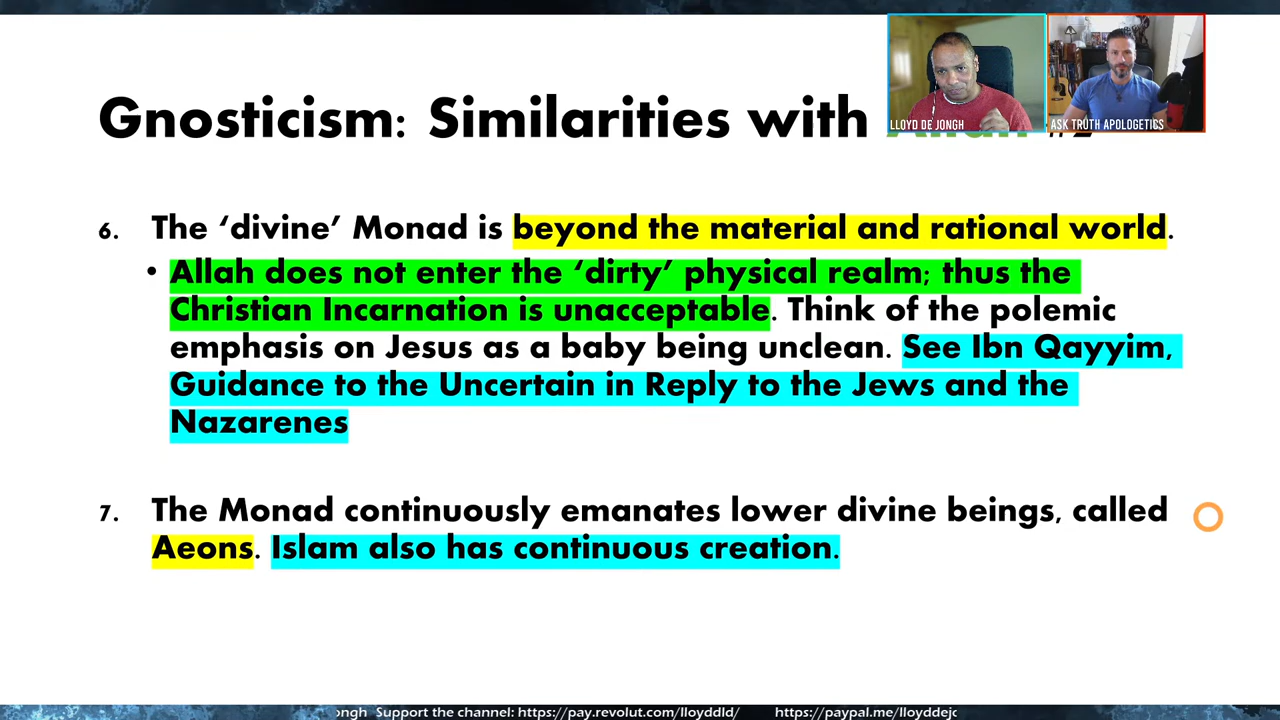 Gnosticism: Similarities with
LLOYD DE JONGH
ASK TRUTH APOLOGETICS
6. The ‘divine’ Monad is beyond the material and rational world.
• Allah does not enter the ‘dirty’ physical realm; thus the
Christian Incarnation is unacceptable. Think of the polemic
emphasis on Jesus as a baby being unclean. See Ibn Qayyim,
Guidance to the Uncertain in Reply to the Jews and the
Nazarenes
7. The Monad continuously emanates lower divine beings, called
Aeons. Islam also has continuous creation.
ongh Support the channel: https://pay.revolut.com/lloyddld/ https://paypal.me/lloyddejc